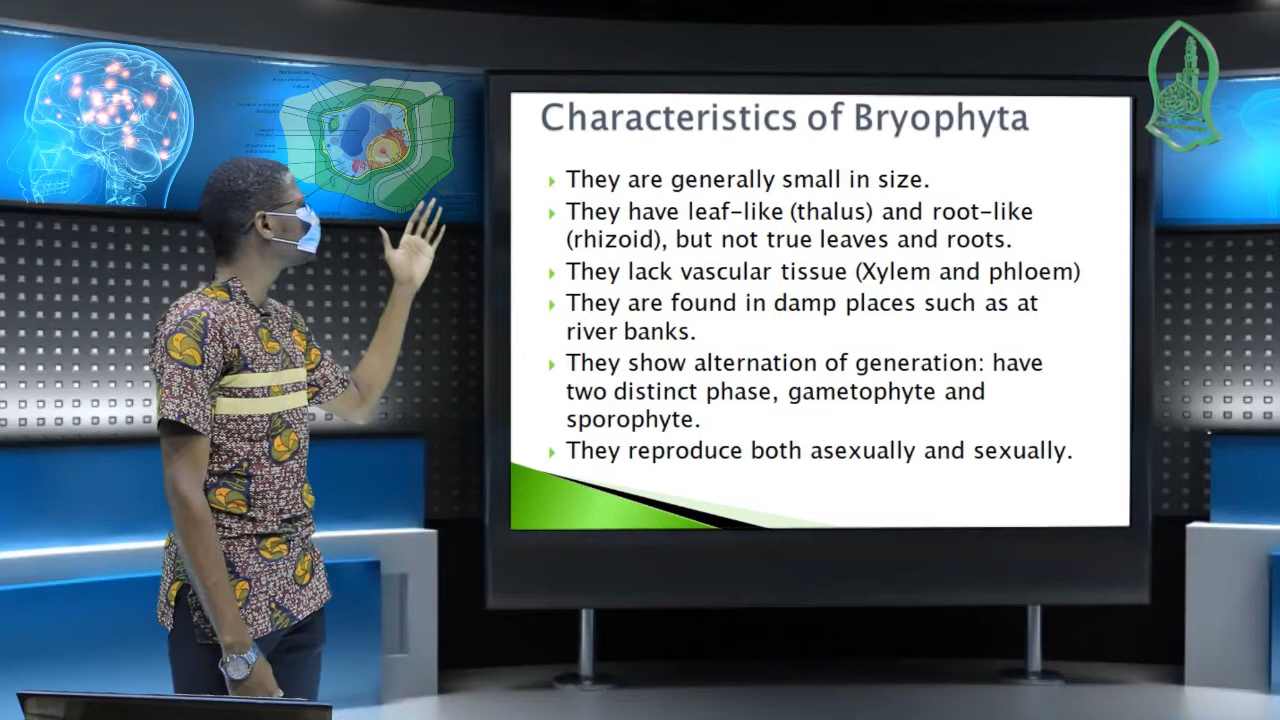 Characteristics of Bryophyta
They are generally small in size.
They have leaf-like (thalus) and root-like
(rhizoid), but not true leaves and roots.
They lack vascular tissue (Xylem and phloem)
They are found in damp places such as at
river banks.
They show alternation of generation: have
two distinct phase, gametophyte and
sporophyte.
They reproduce both asexually and sexually.